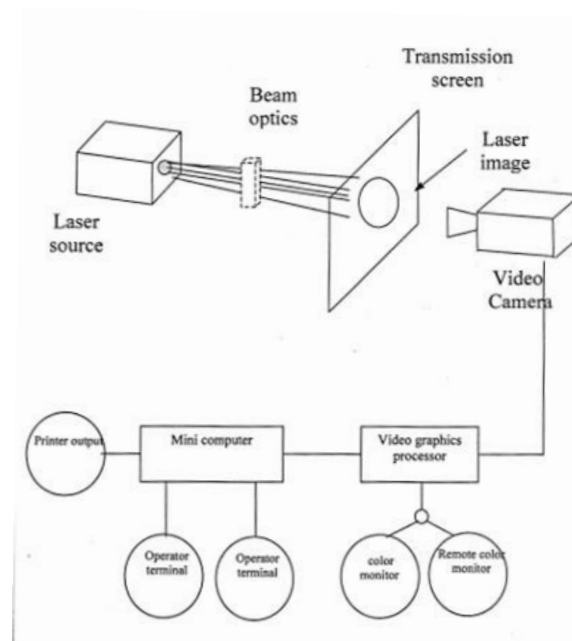 Transmission
screen
Beam
optics
Laser
image
Laser
source
Video
Camera
Printer output
Mini computer
Video graphics
processor
Operator
terminal
Operator
terminal
color
monitor
Remote color
monitor